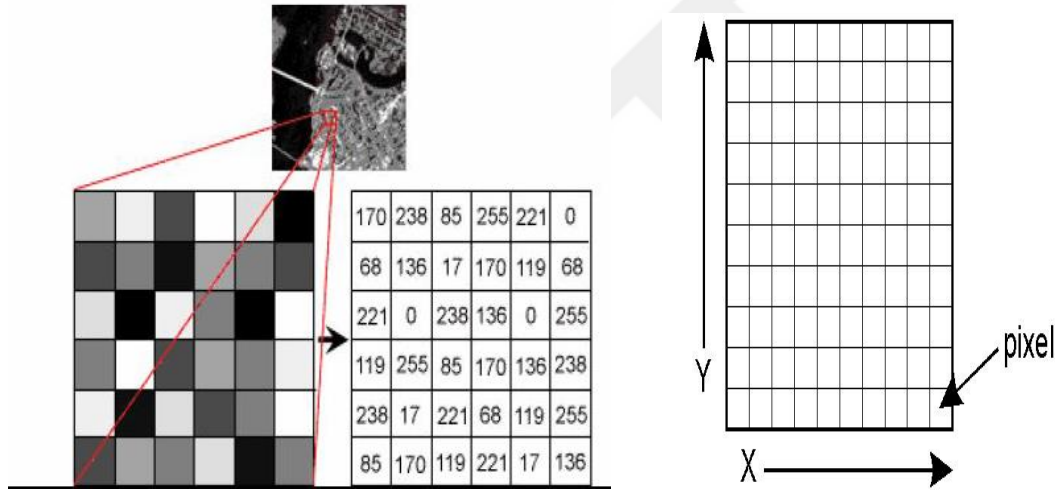 170 238 85 255 221 0
68 136 17 170 119 68
221 0 238 136 0 255
119 255 85 170 136 238
238 17 221 68 119 255
85 170 119 221 17 136
Y
pixel
X